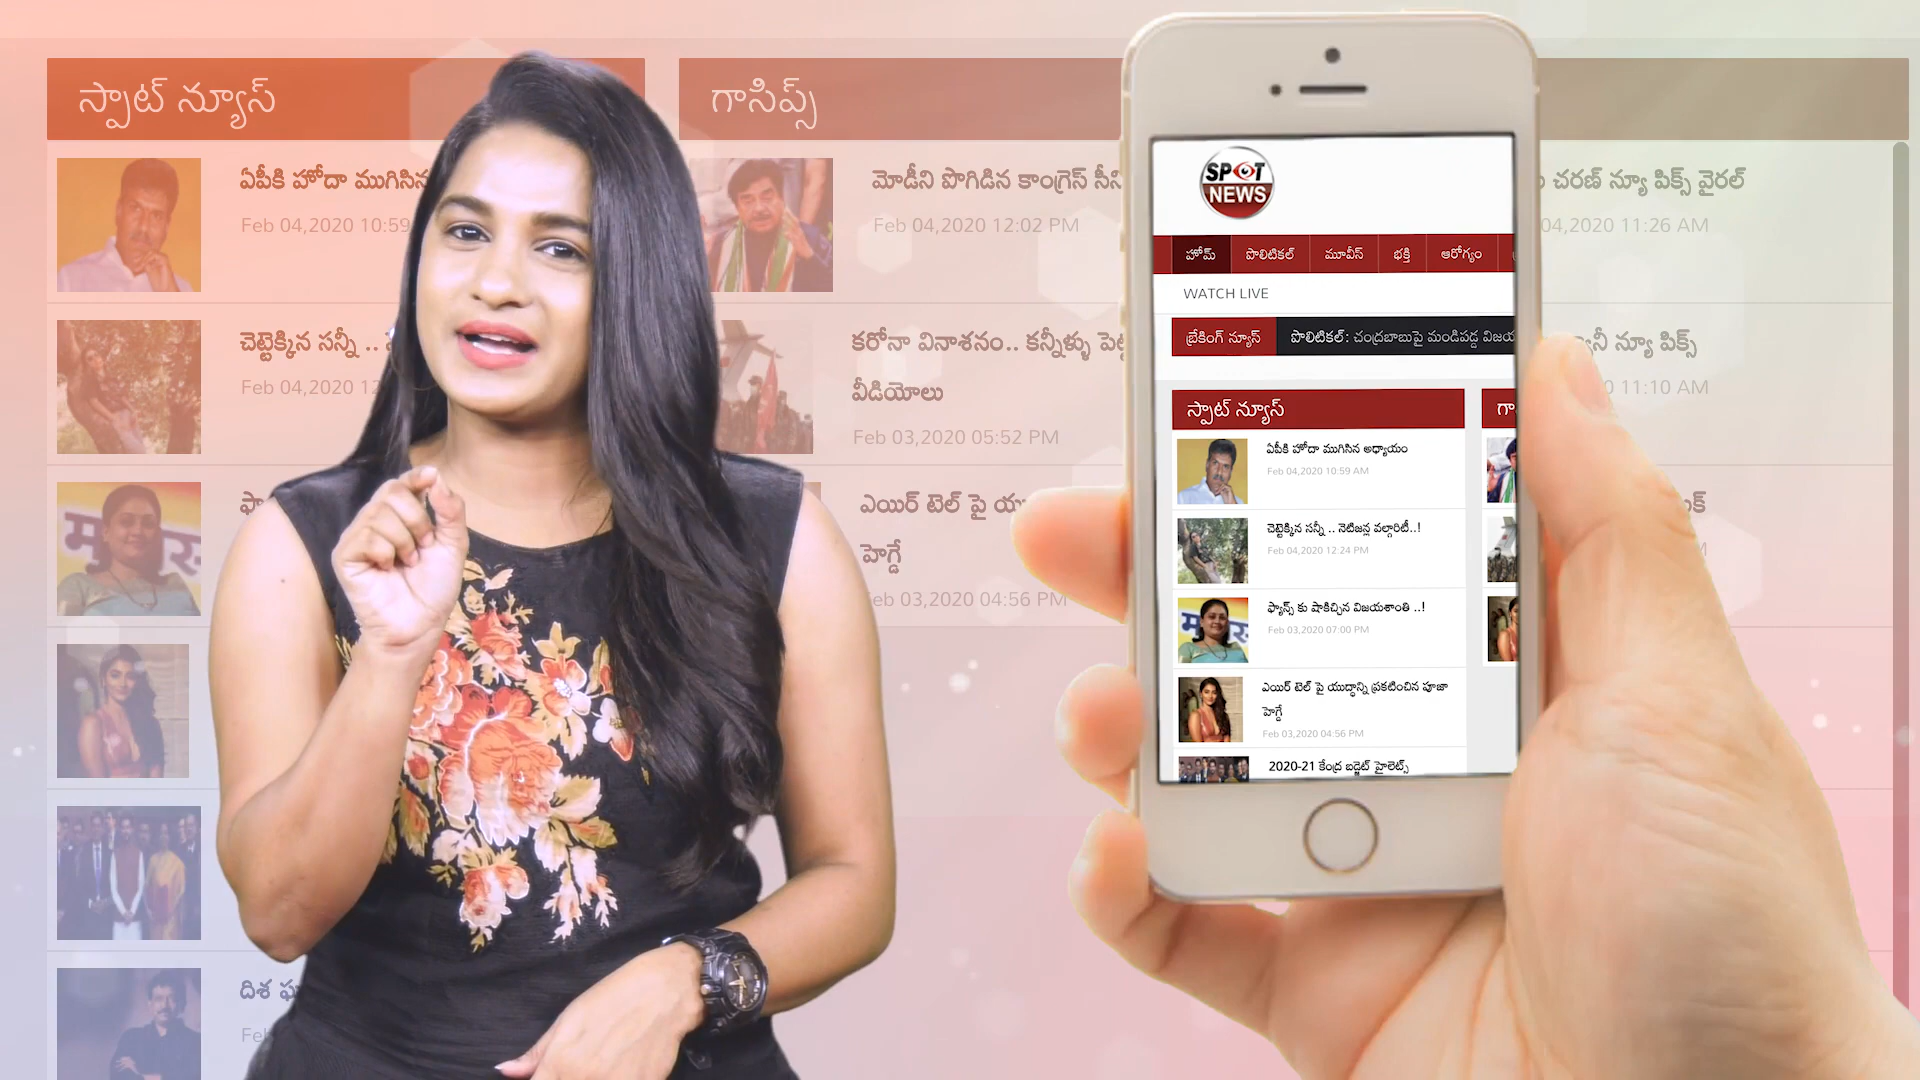 స్పాట్ న్యూస్
ఏపీకి హోదా ముగిసిన
Feb 04,2020 10:59
చెట్టెక్కిన సన్నీ ..
Feb 04,2020
దిశ
గాసిప్స్
మోడీని పొగిడిన కాంగ్రెస్
Feb 04,2020 12:02 PM
కరోనా వినాశనం.. కన్నీళ్ళు
వీడియోలు
Feb 03,2020 05:52 PM
ఎయిర్ టెల్ పై
హెగ్డే
03,2020 04:56 PM
చరణ్ న్యూ పిక్స్ వైరల్
04,2020 11:26 AM
న్యూ పిక్స్
11:10 AM
SPOT
NEWS
హోమ్ పొలిటికల్ మూవీస్ భక్తి ఆరోగ్యం
WATCH LIVE
బ్రేకింగ్ న్యూస్ పొలిటికల్: చంద్రబాబుపై మండిపడ్డ
స్పాట్ న్యూస్
ఏపీకి హోదా ముగిసిన అధ్యాయం
Feb 04,2020 10:59 AM
చెట్టెక్కిన సన్నీ .. నెటిజన్ల వల్గారిటీ..!
Feb 04,2020 12:24 PM
ఫ్యాన్స్ కు షాకిచ్చిన విజయశాంతి ..!
Feb 03,2020 07:00 PM
ఎయిర్ టెల్ పై యుద్ధాన్ని ప్రకటించిన పూజా
హెగ్డే
Feb 03,2020 04:56 PM
2020-21 కేంద్ర బడ్జెట్ హైలెట్స్